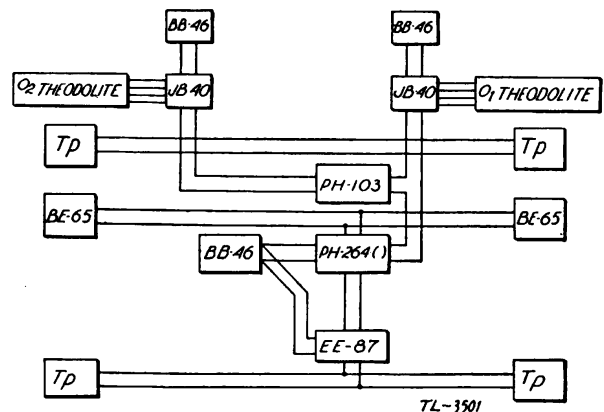 BB-46
BB-46
O2 THEODOLITE
JB-40
JB-40
O1 THEODOLITE
Tp
Tp
PH-103
BE-65
BE-65
BB-46
PH-264()
EE-87
Tp
Tp
TL-3501